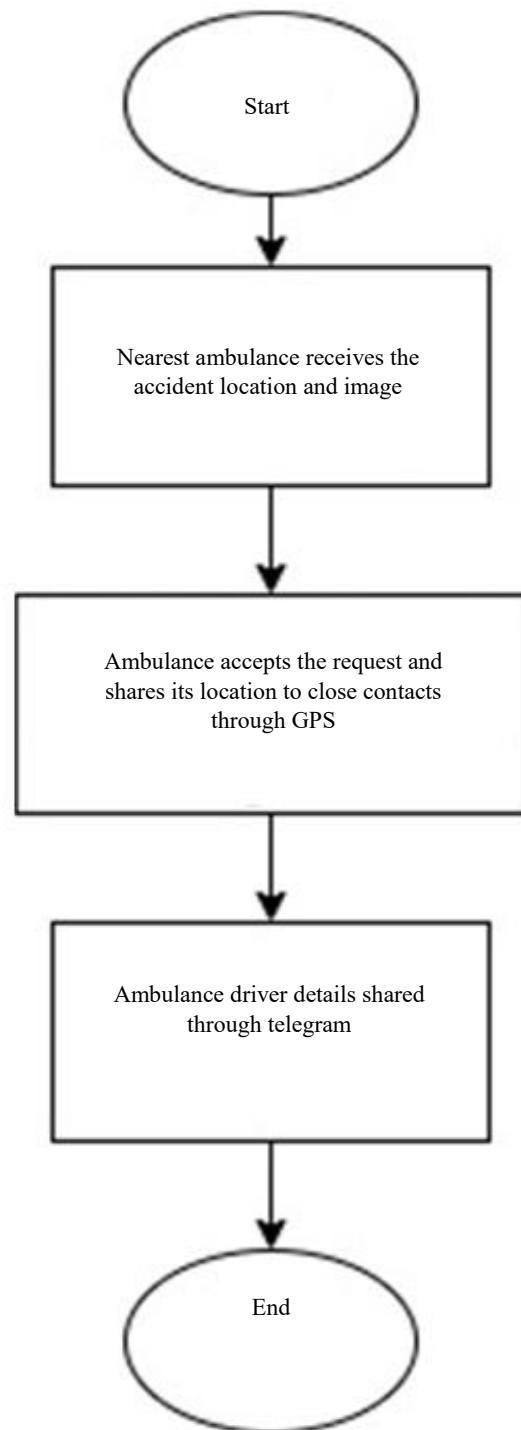 Start
Nearest ambulance receives the
accident location and image
Ambulance accepts the request and
shares its location to close contacts
through GPS
Ambulance driver details shared
through telegram
End